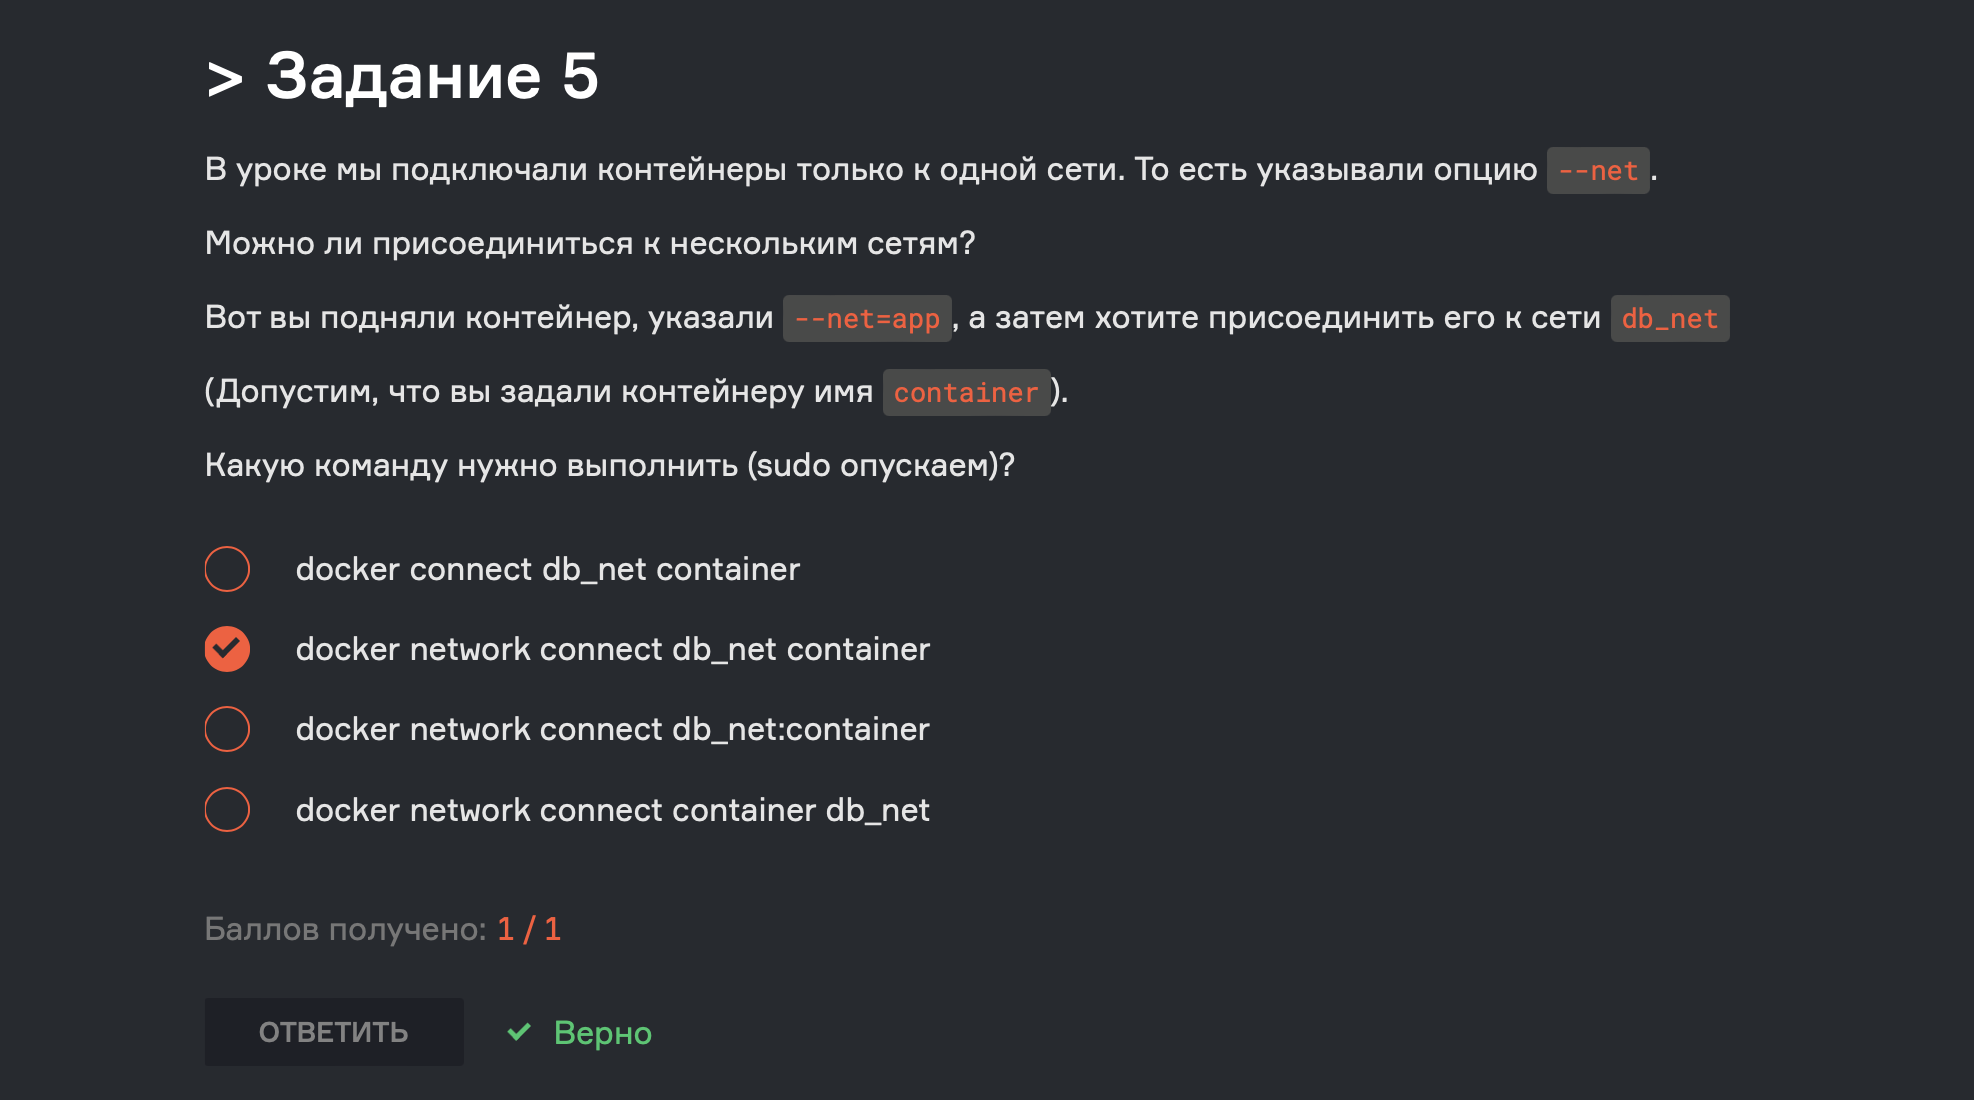 > Задание 5
В уроке мы подключали контейнеры только к одной сети. То есть указывали опцию --net.
Можно ли присоединиться к нескольким сетям?
Вот вы подняли контейнер, указали --net=app, а затем хотите присоединить его к сети db_net
(Допустим, что вы задали контейнеру имя container).
Какую команду нужно выполнить (sudo опускаем)?
docker connect db_net container
docker network connect db_net container
docker network connect db_net:container
docker network connect container db_net
Баллов получено: 1 / 1
ОТВЕТИТЬ Верно